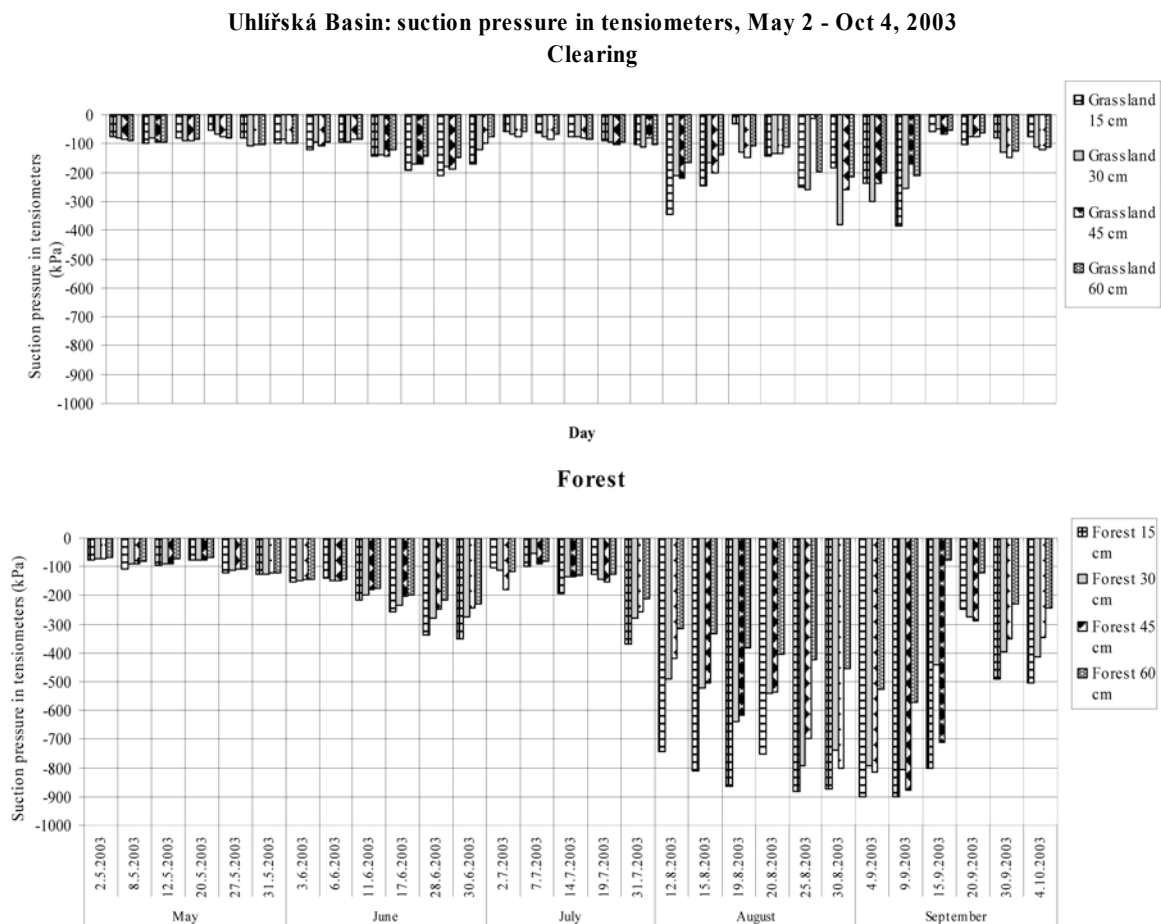 Uhlířská Basin: suction pressure in tensiometers, May 2 - Oct 4, 2003
Clearing
Suction pressure in tensiometers
(kPa)
0
-100
-200
-300
-400
-500
-600
-700
-800
-900
-1000
Grassland
15 cm
Grassland
30 cm
Grassland
45 cm
Grassland
60 cm
Day
Forest
Suction pressure in tensiometers (kPa)
0
-100
-200
-300
-400
-500
-600
-700
-800
-900
-1000
Forest 15
cm
Forest 30
cm
Forest 45
cm
Forest 60
cm
2.5.2003
8.5.2003
12.5.2003
20.5.2003
27.5.2003
31.5.2003
3.6.2003
6.6.2003
11.6.2003
17.6.2003
28.6.2003
30.6.2003
2.7.2003
7.7.2003
14.7.2003
19.7.2003
31.7.2003
12.8.2003
15.8.2003
19.8.2003
20.8.2003
25.8.2003
30.8.2003
4.9.2003
9.9.2003
15.9.2003
20.9.2003
30.9.2003
4.10.2003
May
June
July
August
September